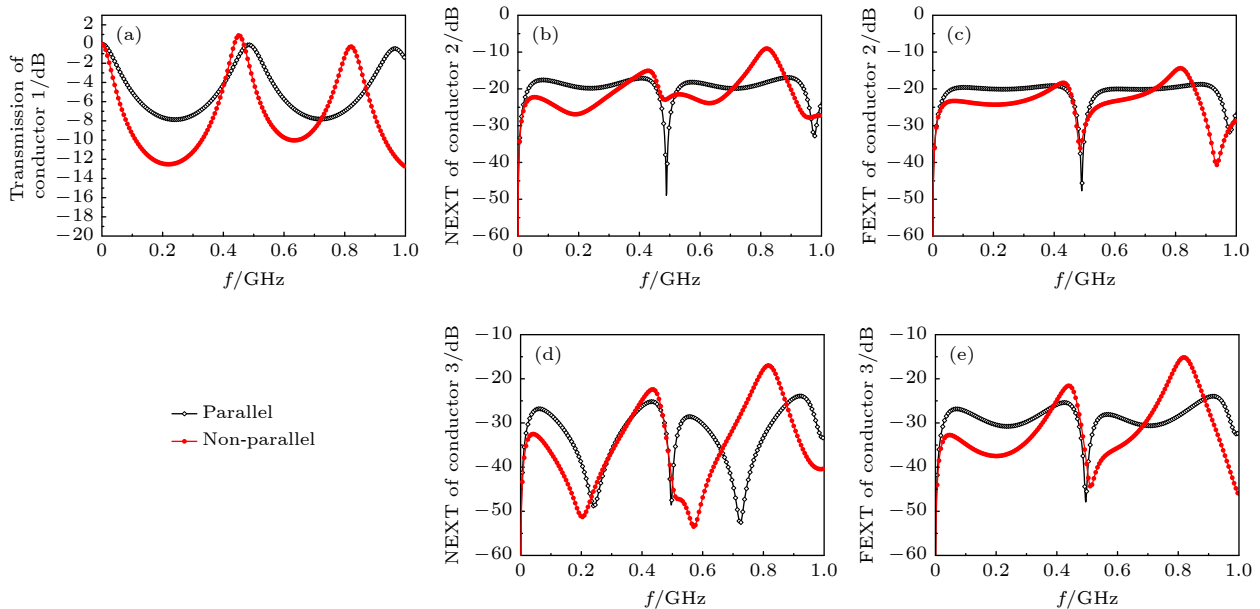 Transmission of
conductor 1/dB
2
0
−2
−4
−6
−8
−10
−12
−14
−16
−18
−20
(a)
0 0.2 0.4 0.6 0.8 1.0
f/GHz
NEXT of conductor 2/dB
0
−10
−20
−30
−40
−50
−60
(b)
0 0.2 0.4 0.6 0.8 1.0
f/GHz
FEXT of conductor 2/dB
0
−10
−20
−30
−40
−50
−60
(c)
0 0.2 0.4 0.6 0.8 1.0
f/GHz
Parallel
Non-parallel
NEXT of conductor 3/dB
−10
−20
−30
−40
−50
−60
(d)
0 0.2 0.4 0.6 0.8 1.0
f/GHz
FEXT of conductor 3/dB
−10
−20
−30
−40
−50
−60
(e)
0 0.2 0.4 0.6 0.8 1.0
f/GHz